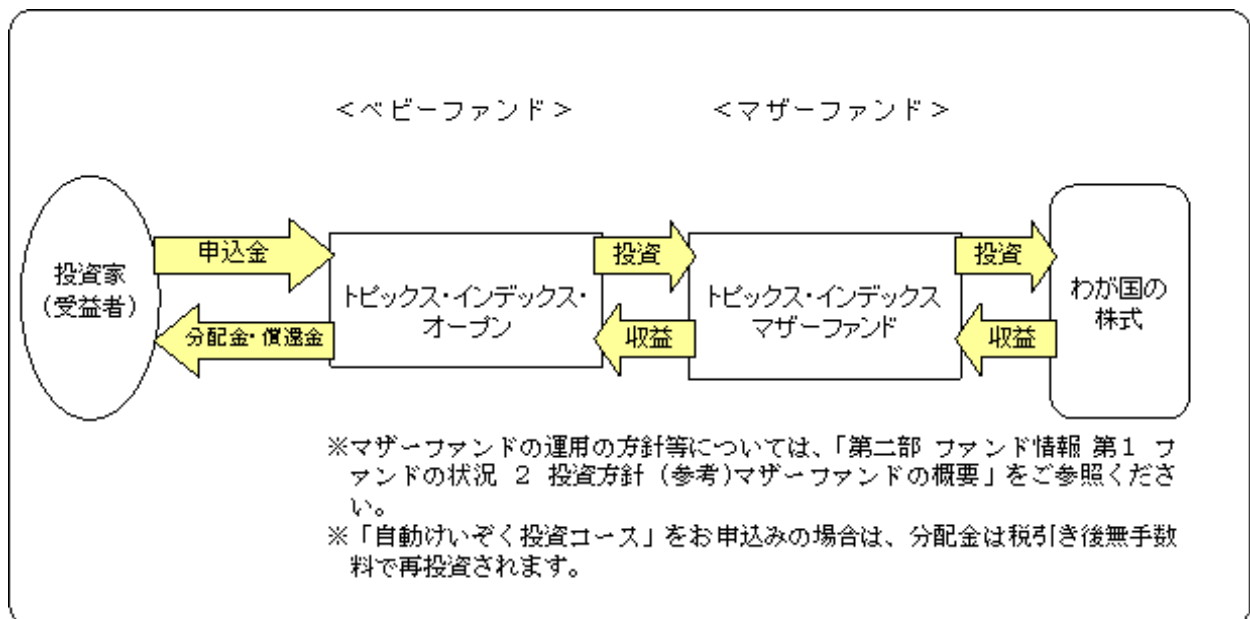 ＜ベビーファンド＞
＜マザーファンド＞
投資家
（受益者）
申込金
分配金・償還金
トピックス・インデックス・
オープン
投資
収益
トピックス・インデックス
マザーファンド
投資
収益
わが国の
株式
※マザーファンドの運用の方針等については、「第二部 ファンド情報 第１ フ
ァンドの状況 ２ 投資方針（参考）マザーファンドの概要」をご参照くださ
い。
※「自動けいぞく投資コース」をお申込みの場合は、分配金は税引き後無手数
料で再投資されます。